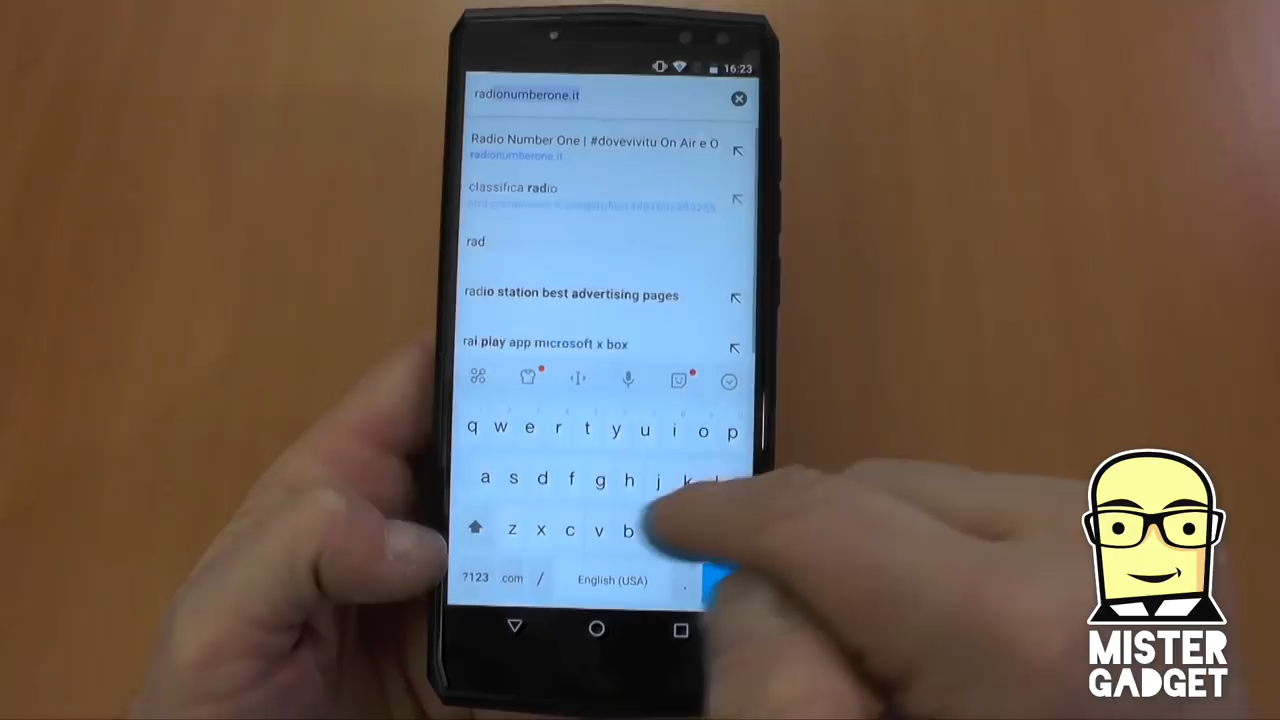 16:23
radionumberone.it
Radio Number One | #dovevivitu On Air e O
radionumberone.it
classifica radio
rad
radio station best advertising pages
rai play app microsoft x box
q w e r t y u i o p
a s d f g h j k
z x c v b
?123 .com / English (USA) .
MISTER
GADGET